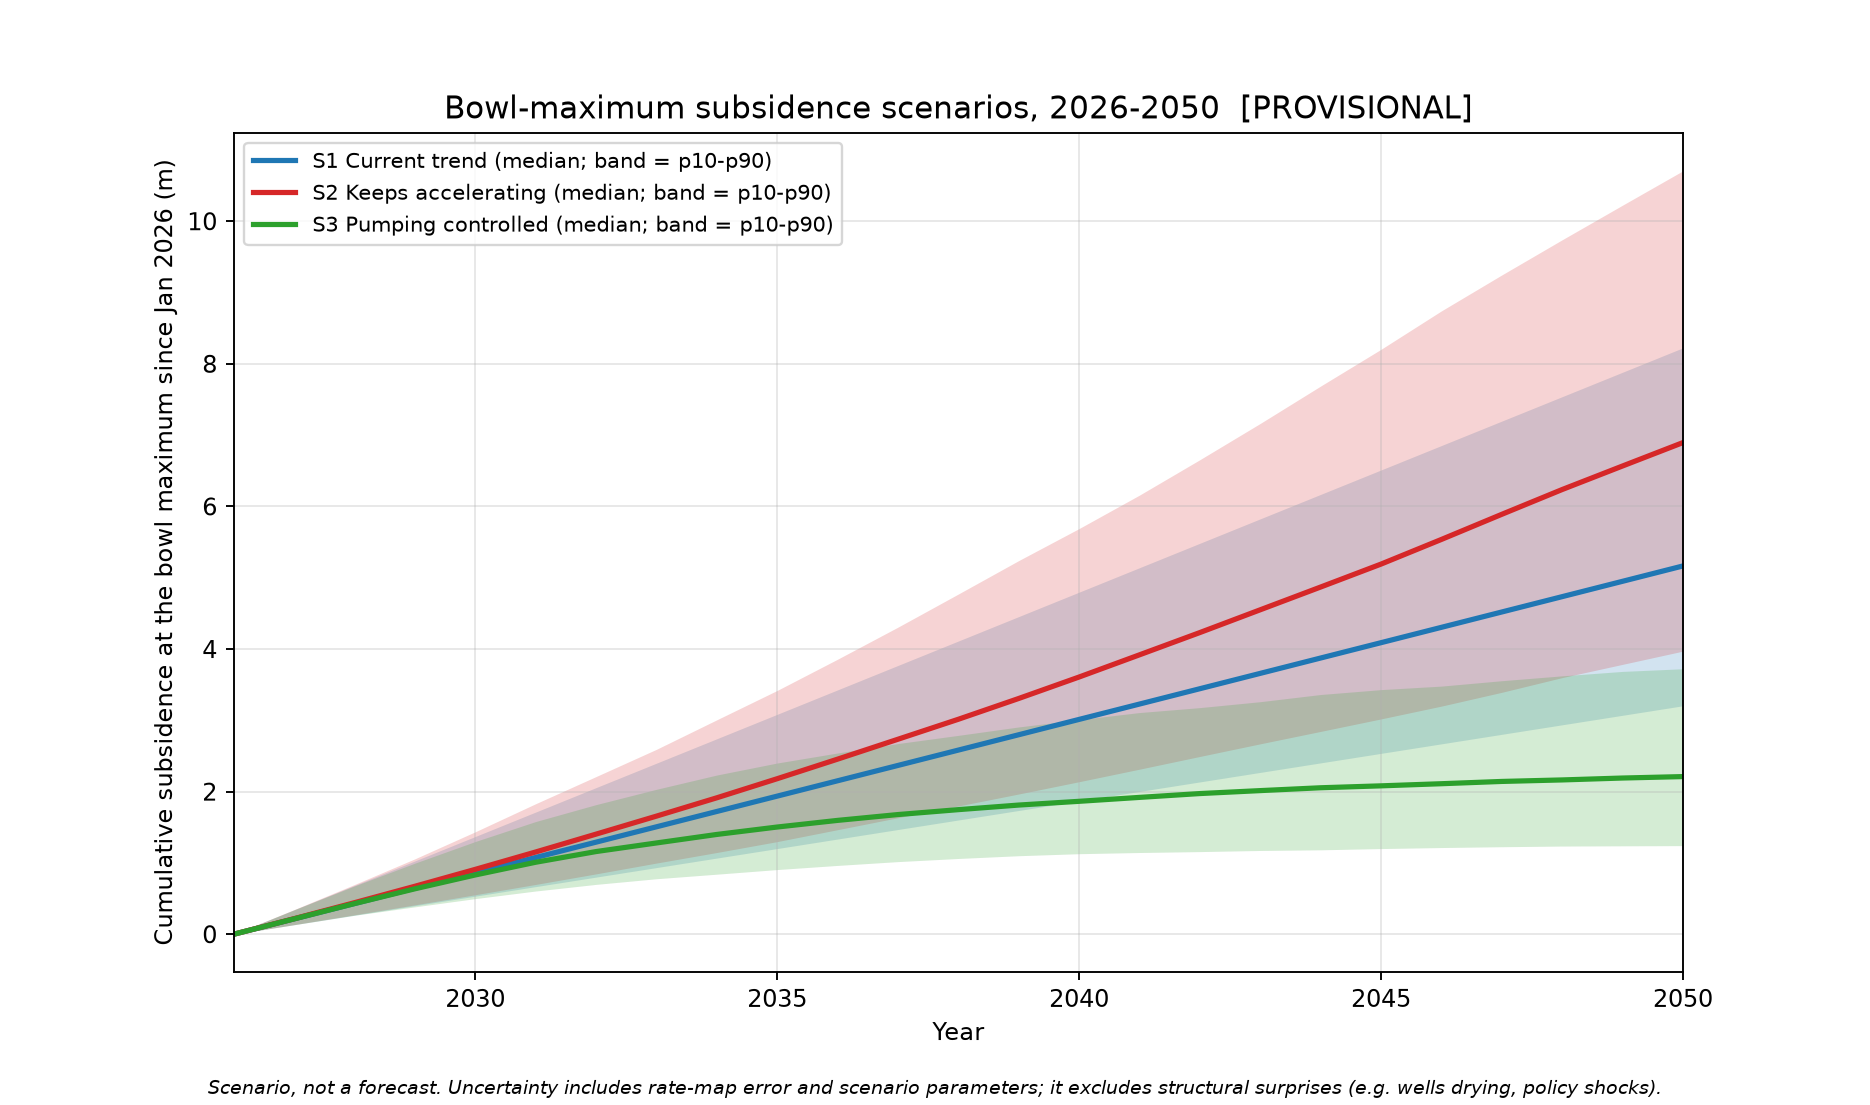 Bowl-maximum subsidence scenarios, 2026-2050  [PROVISIONAL]
S1 Current trend (median; band = p10-p90)
S2 Keeps accelerating (median; band = p10-p90)
S3 Pumping controlled (median; band = p10-p90)
Cumulative subsidence at the bowl maximum since Jan 2026 (m)
10
8
6
4
2
0
2030
2035
2040
2045
2050
Year
Scenario, not a forecast. Uncertainty includes rate-map error and scenario parameters; it excludes structural surprises (e.g. wells drying, policy shocks).